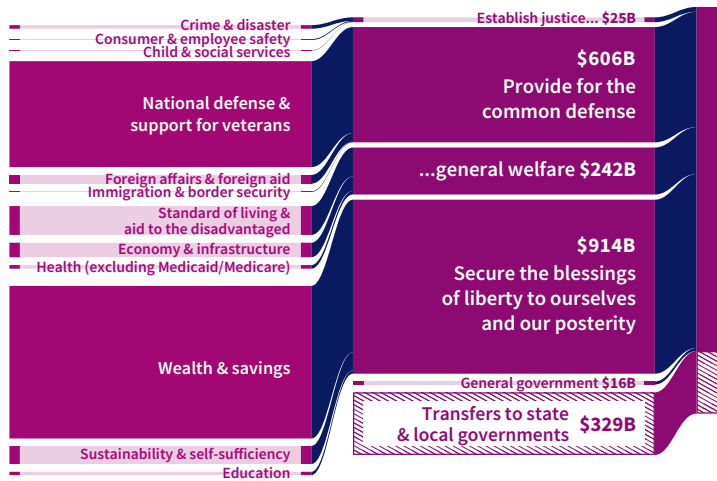 Crime & disaster
Consumer & employee safety
Child & social services
National defense &
support for veterans
Foreign affairs & foreign aid
Immigration & border security
Standard of living &
aid to the disadvantaged
Economy & infrastructure
Health (excluding Medicaid/Medicare)
Wealth & savings
Sustainability & self-sufficiency
Education
Establish justice... $25B
$606B
Provide for the
common defense
...general welfare $242B
$914B
Secure the blessings
of liberty to ourselves
and our posterity
General government $16B
Transfers to state
& local governments $329B